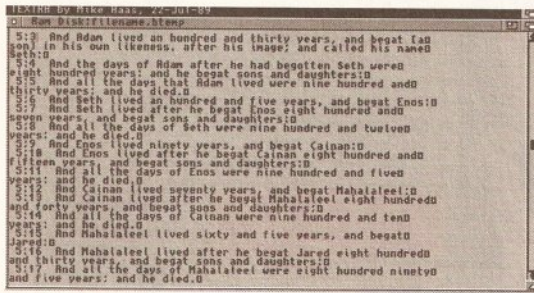 TEXTRA by Mike Haas, 22-Jul-89
Ram Disk:filename.btemp
5:3 And Adam lived an hundred and thirty years, and begat [a
son] in his own likeness, after his image; and called his name
Seth:
5:4 And the days of Adam after he had begotten Seth were
eight hundred years: and he begat sons and daughters:
5:5 And all the days that Adam lived were nine hundred and
thirty years: and he died.
5:6 And Seth lived an hundred and five years, and begat Enos:
5:7 And Seth lived after he begat Enos eight hundred and
seven years, and begat sons and daughters:
5:8 And all the days of Seth were nine hundred and twelve
years: and he died.
5:9 And Enos lived ninety years, and begat Cainan:
5:10 And Enos lived after he begat Cainan eight hundred and
fifteen years, and begat sons and daughters:
5:11 And all the days of Enos were nine hundred and five
years: and he died.
5:12 And Cainan lived seventy years, and begat Mahalaleel:
5:13 And Cainan lived after he begat Mahalaleel eight hundred
and forty years, and begat sons and daughters:
5:14 And all the days of Cainan were nine hundred and ten
years: and he died.
5:15 And Mahalaleel lived sixty and five years, and begat
Jared:
5:16 And Mahalaleel lived after he begat Jared eight hundred
and thirty years, and begat sons and daughters:
5:17 And all the days of Mahalaleel were eight hundred ninety
and five years: and he died.